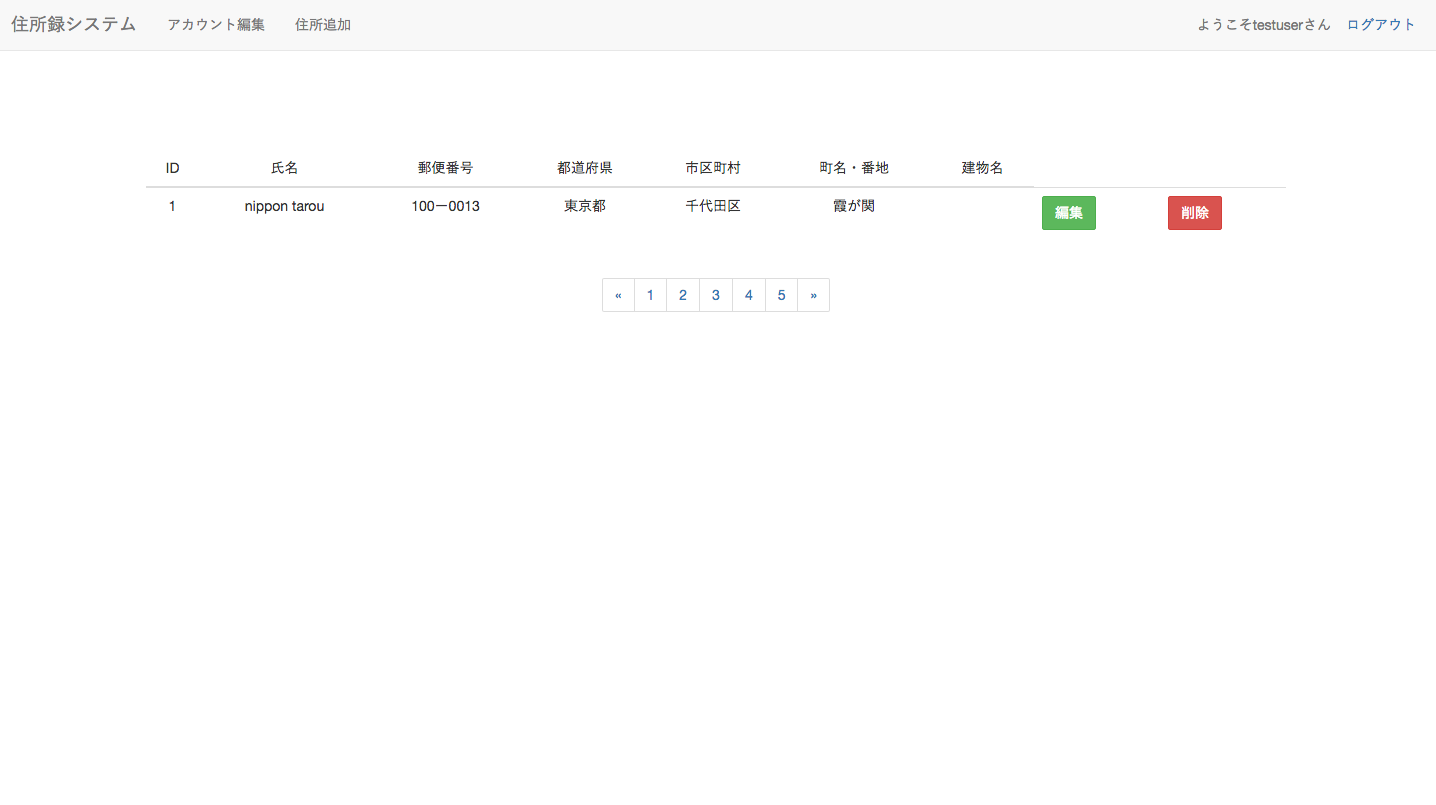 住所録システム アカウント編集 住所追加 ようこそtestuserさん ログアウト
ID 氏名 郵便番号 都道府県 市区町村 町名・番地 建物名
1 nippon tarou 100ー0013 東京都 千代田区 霞が関 編集 削除
« 1 2 3 4 5 »